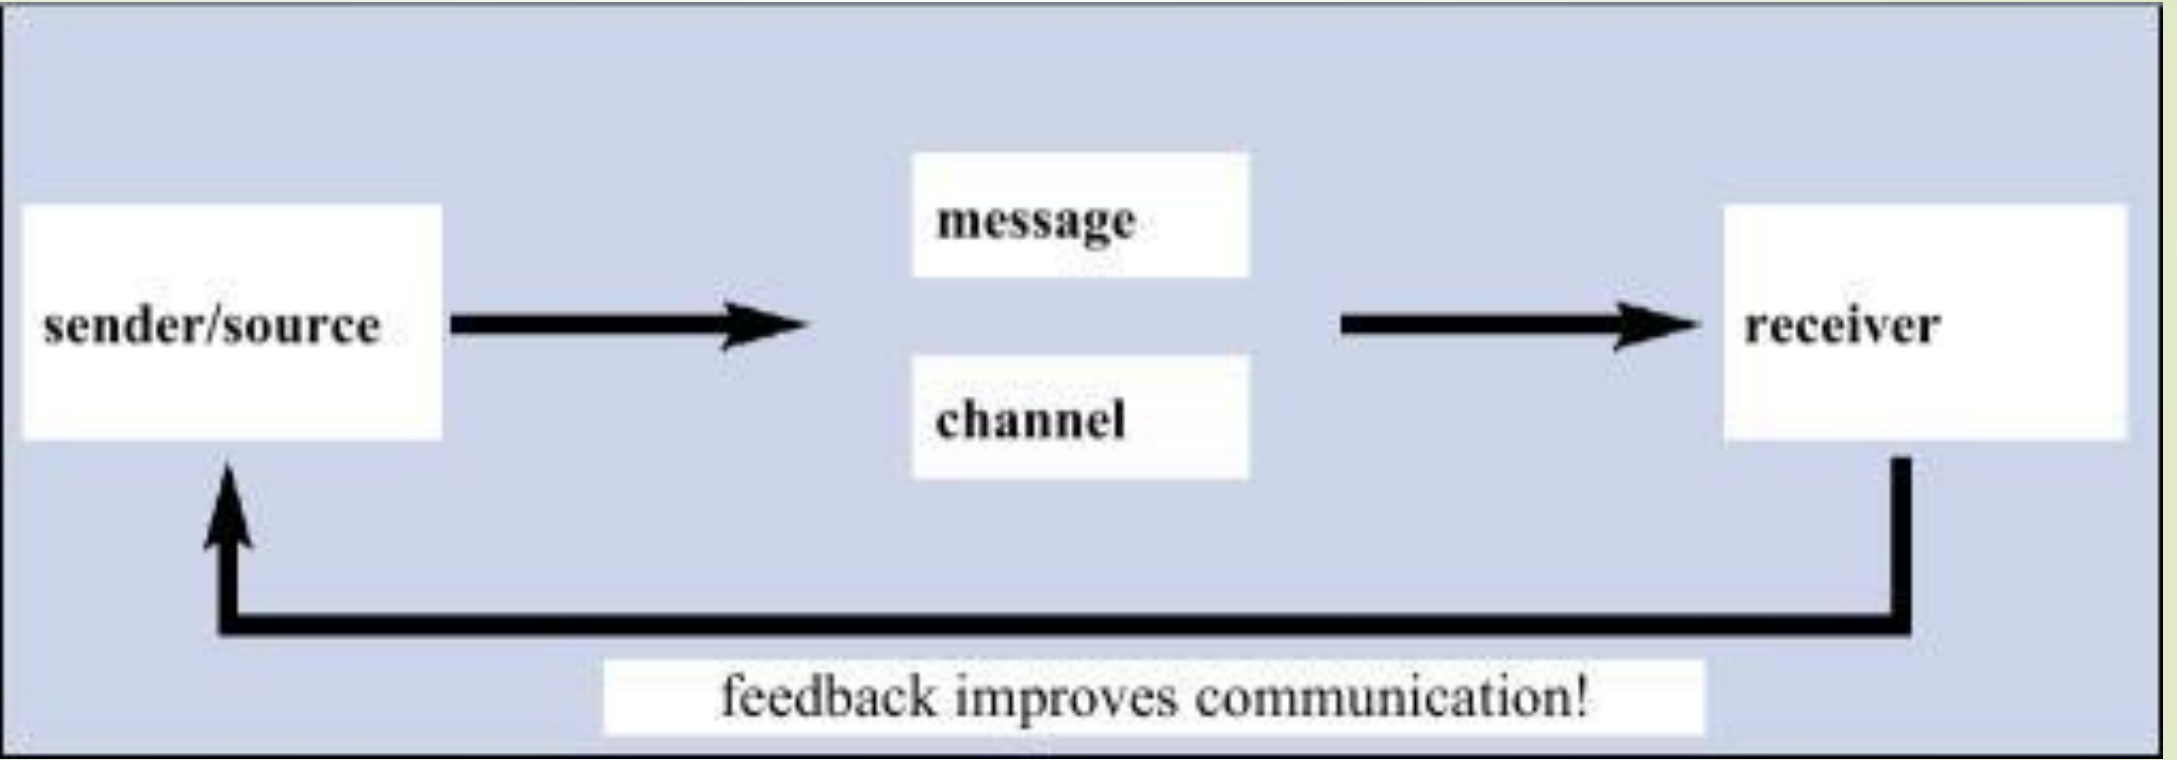 sender/source
message
channel
receiver
feedback improves communication!